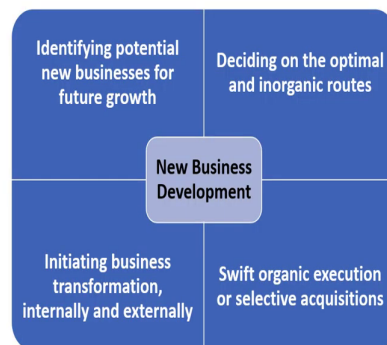 Identifying potential
new businesses for
future growth
Deciding on the optimal
and inorganic routes
New Business
Development
Initiating business
transformation,
internally and externally
Swift organic execution
or selective acquisitions